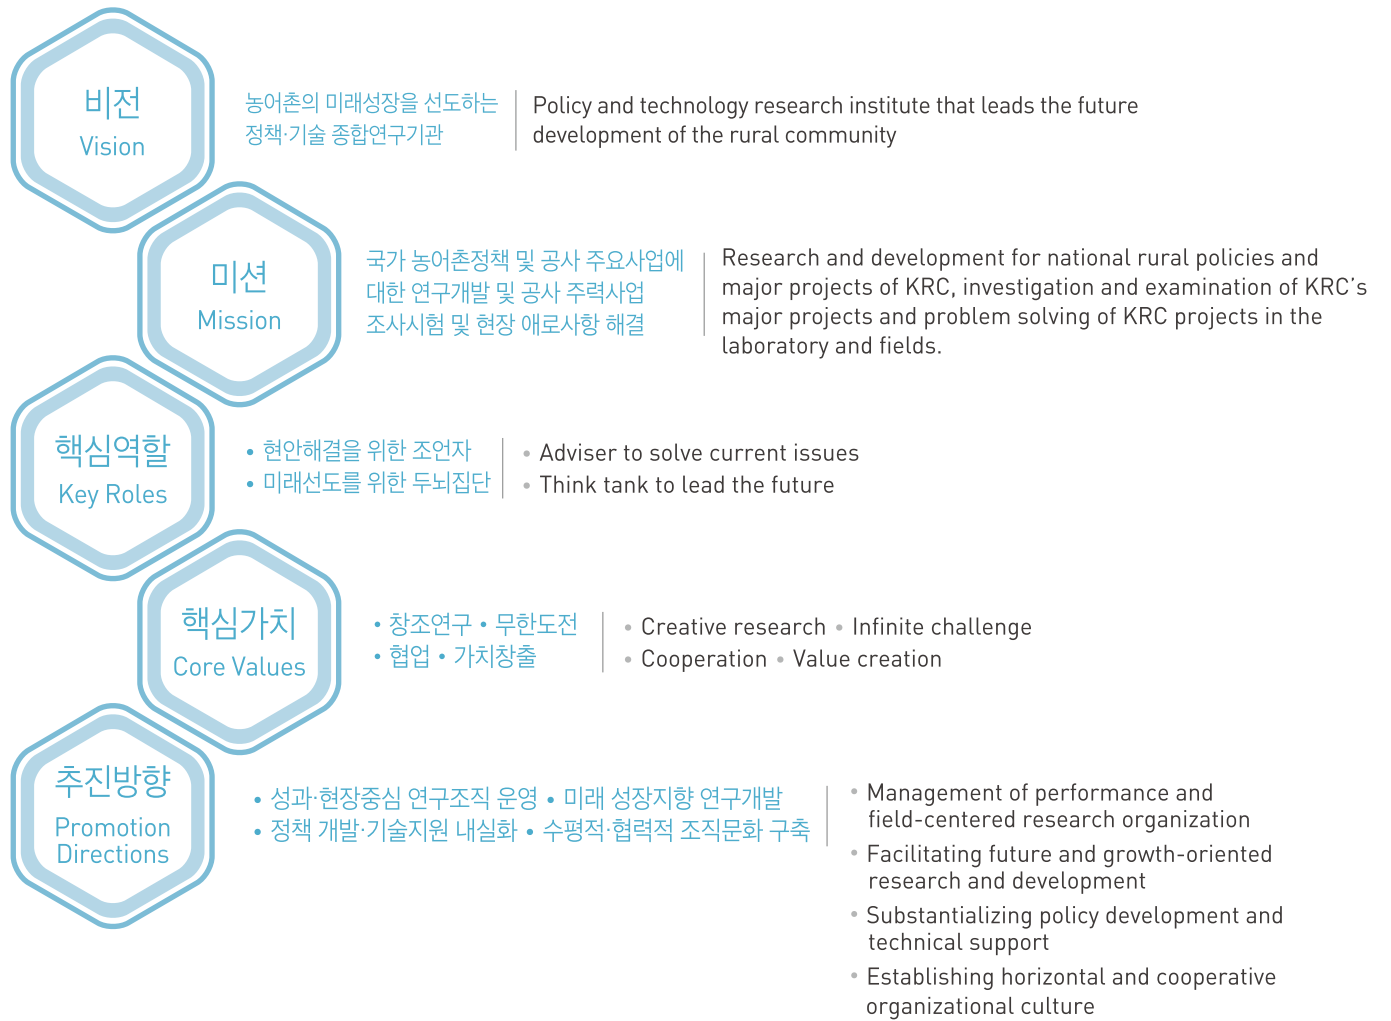 비전
Vision
농어촌의 미래성장을 선도하는
정책·기술 종합연구기관
Policy and technology research institute that leads the future
development of the rural community
미션
Mission
국가 농어촌정책 및 공사 주요사업에
대한 연구개발 및 공사 주력사업
조사시험 및 현장 애로사항 해결
Research and development for national rural policies and
major projects of KRC, investigation and examination of KRC’s
major projects and problem solving of KRC projects in the
laboratory and fields.
핵심역할
Key Roles
• 현안해결을 위한 조언자
• 미래선도를 위한 두뇌집단
• Adviser to solve current issues
• Think tank to lead the future
핵심가치
Core Values
• 창조연구 • 무한도전
• 협업 • 가치창출
• Creative research • Infinite challenge
• Cooperation • Value creation
추진방향
Promotion
Directions
• 성과·현장중심 연구조직 운영 • 미래 성장지향 연구개발
• 정책 개발·기술지원 내실화 • 수평적·협력적 조직문화 구축
• Management of performance and
field-centered research organization
• Facilitating future and growth-oriented
research and development
• Substantializing policy development and
technical support
• Establishing horizontal and cooperative
organizational culture